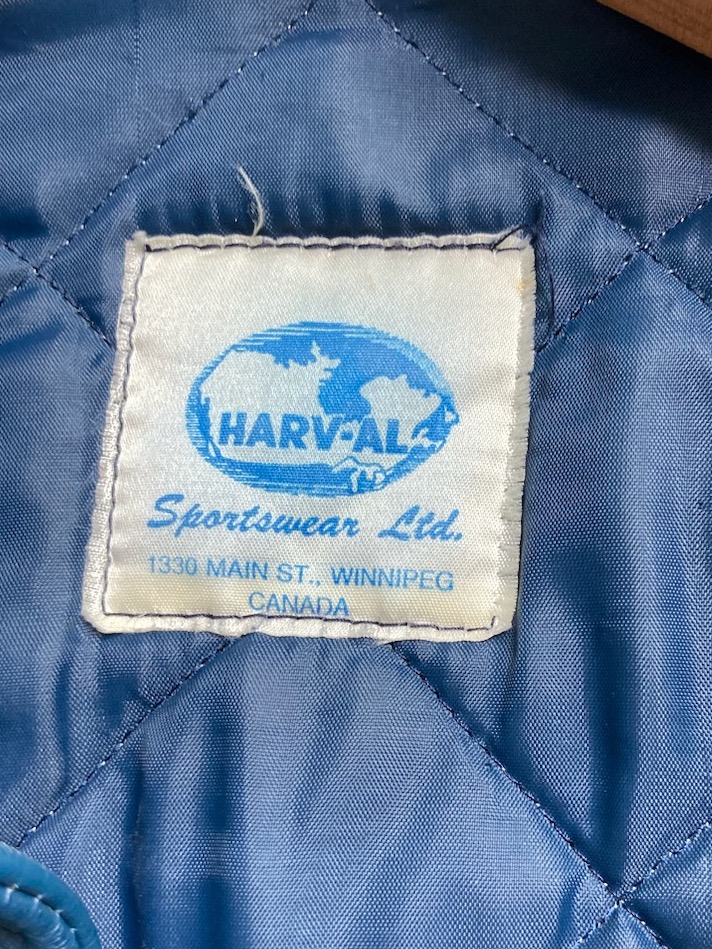 HARV-AL
Sportswear Ltd.
1330 MAIN ST., WINNIPEG
CANADA